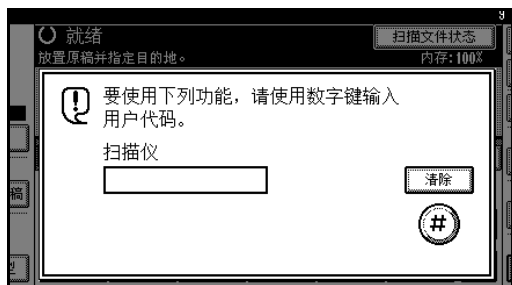 就绪
扫描文件状态
放置原稿并指定目的地。
内存:100%
要使用下列功能，请使用数字键输入
用户代码。
扫描仪
清除
#
稿
型